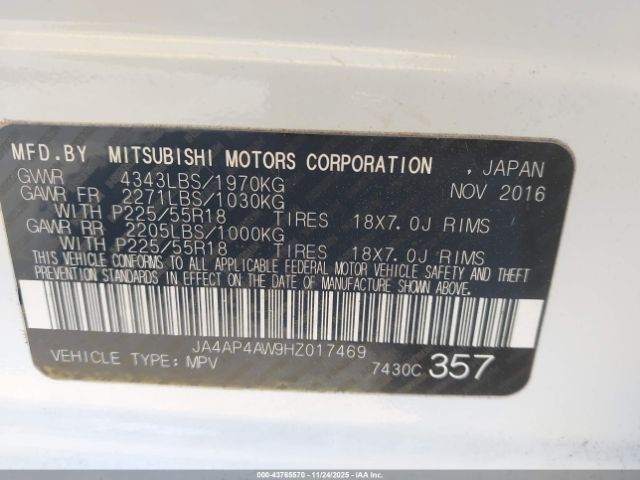 MFD.BY MITSUBISHI MOTORS CORPORATION , JAPAN
GVWR 4343LBS/1970KG NOV 2016
GAWR FR 2271LBS/1030KG
WITH P225/55R18 TIRES 18X7.0J RIMS
GAWR RR 2205LBS/1000KG
WITH P225/55R18 TIRES 18X7.0J RIMS
THIS VEHICLE CONFORMS TO ALL APPLICABLE FEDERAL MOTOR VEHICLE SAFETY AND THEFT
PREVENTION STANDARDS IN EFFECT ON THE DATE OF MANUFACTURE SHOWN ABOVE.
JA4AP4AW9HZ017469
VEHICLE TYPE: MPV 7430C 357
000-43765570 - 11/24/2025 - IAAI.COM